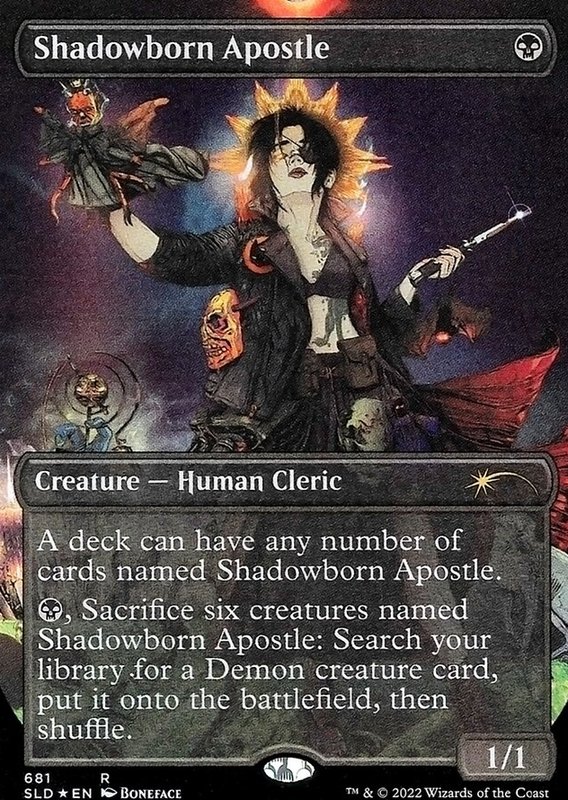 Shadowborn Apostle
Creature — Human Cleric
A deck can have any number of
cards named Shadowborn Apostle.
, Sacrifice six creatures named
Shadowborn Apostle: Search your
library for a Demon creature card,
put it onto the battlefield, then
shuffle.
1/1
681 R
SLD ★ EN BONEFACE
™ & © 2022 Wizards of the Coast